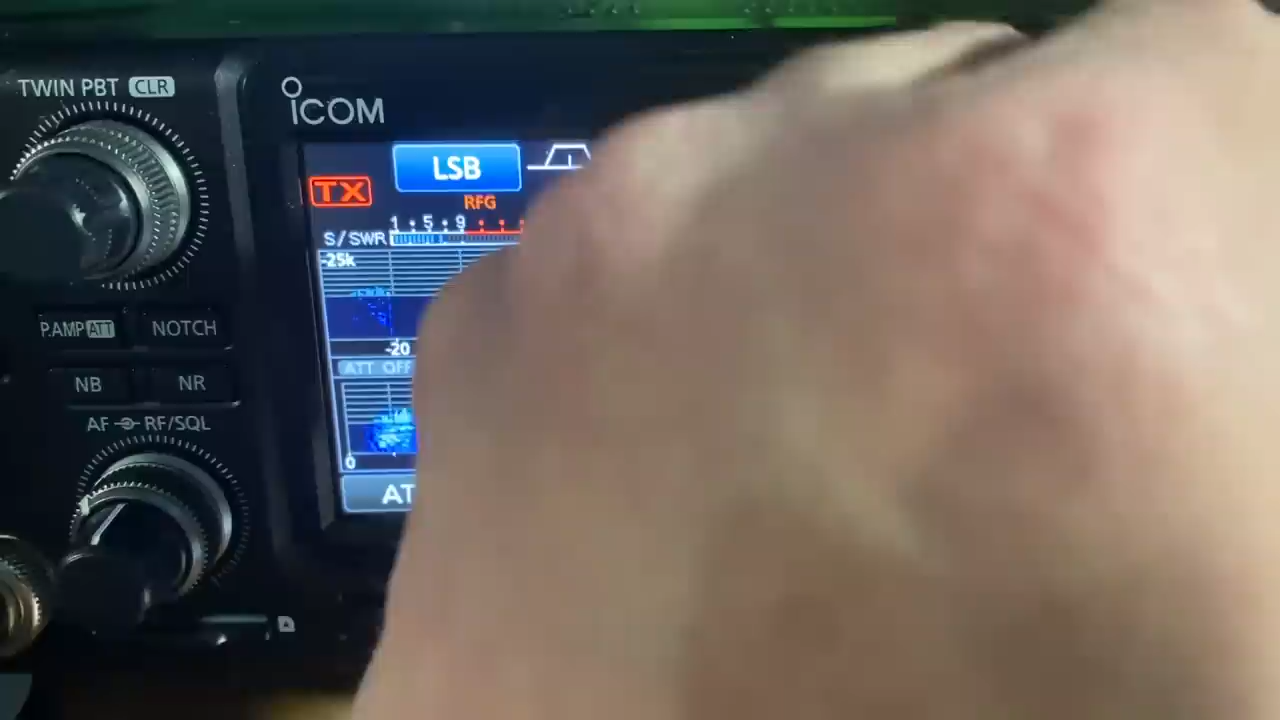 TWIN PBT CLR
ICOM
LSB
TX
RFG
1 : 5 : 9 : : :
S/SWR
-25k
P.AMP ATT NOTCH
-20
ATT OFF
NB NR
AF RF/SQL
0
AT